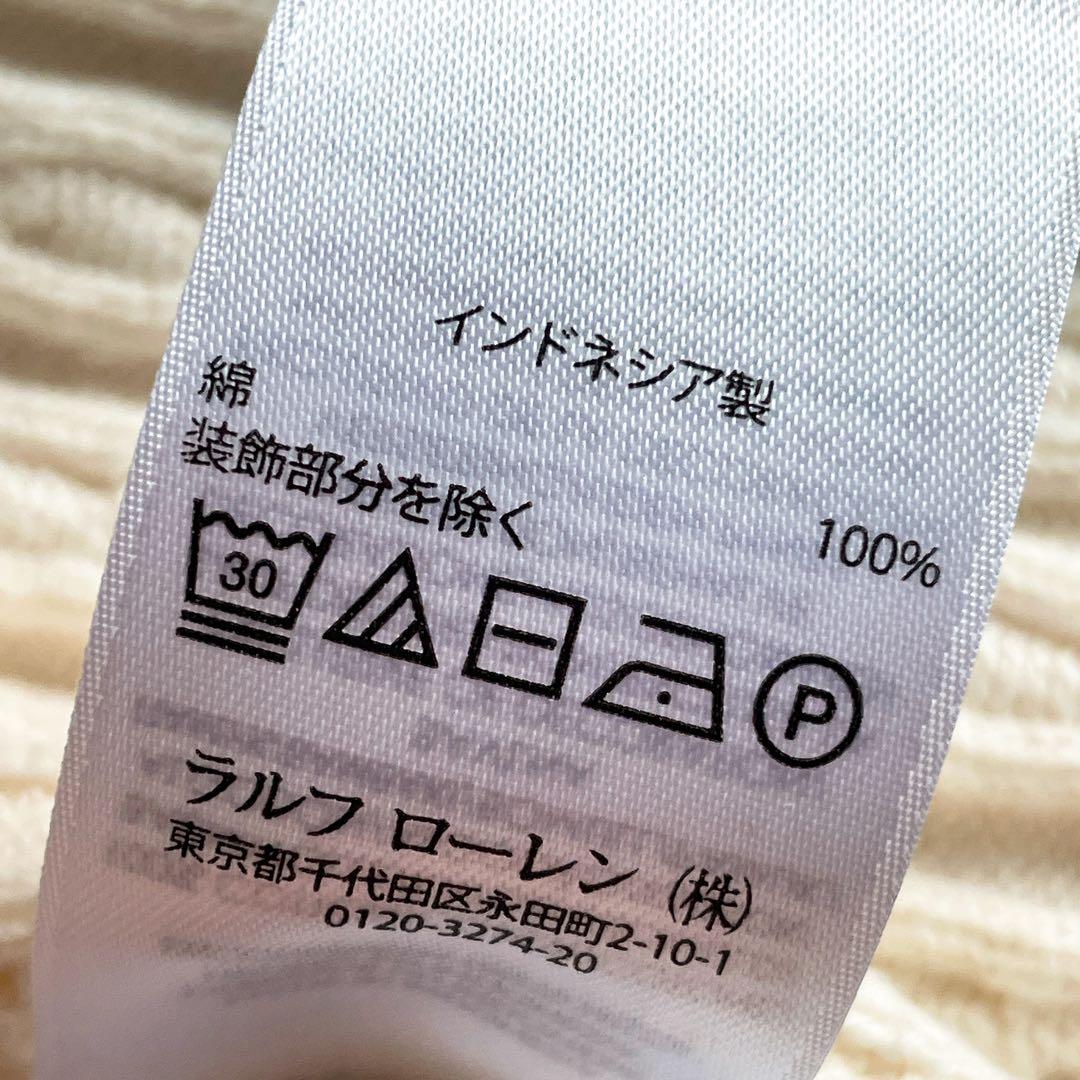 インドネシア製
綿 100%
装飾部分を除く
30
P
ラルフ ローレン (株)
東京都千代田区永田町2-10-1
0120-3274-20